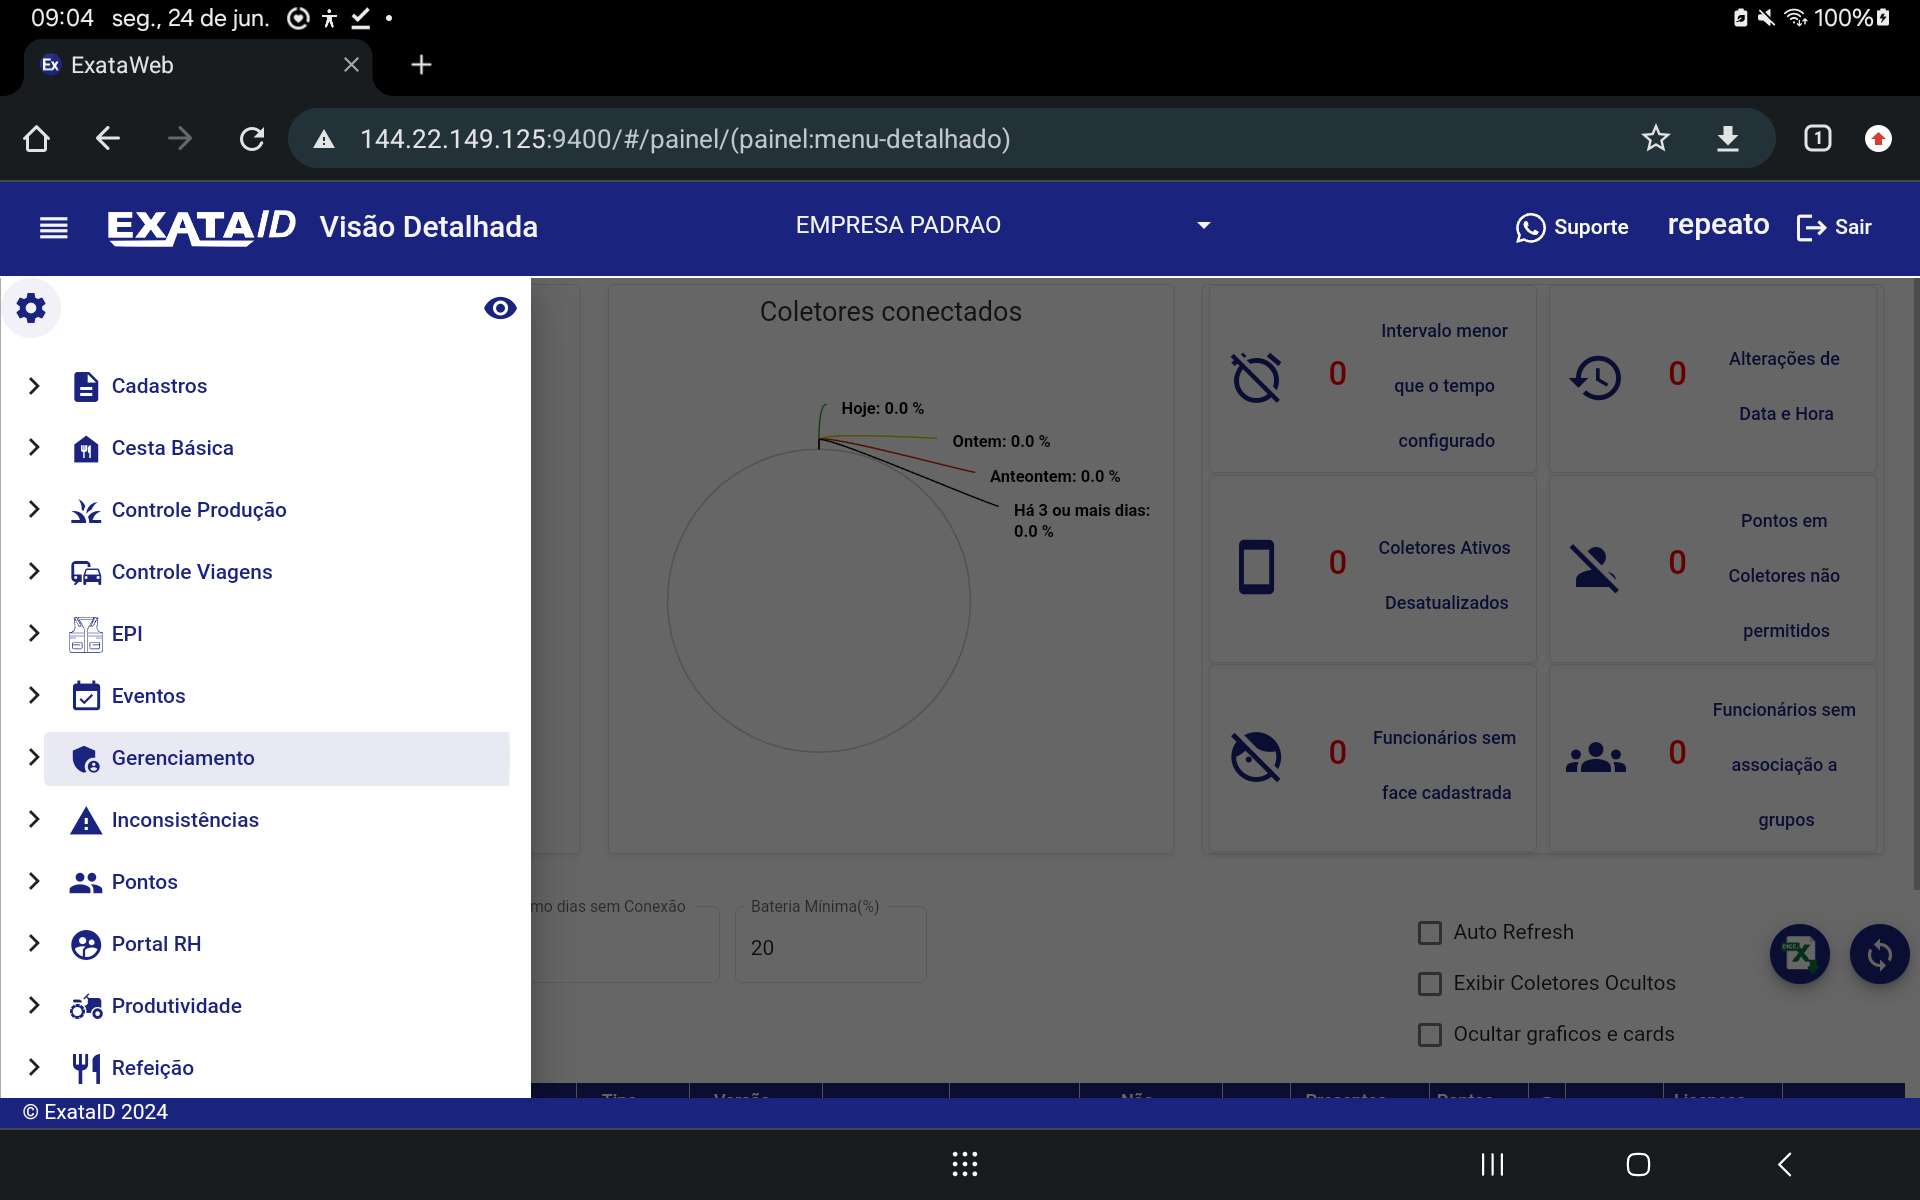 09:04 seg., 24 de jun.
100%
Ex ExataWeb
144.22.149.125:9400/#/painel/(painel:menu-detalhado)
1
EXATAID Visão Detalhada
EMPRESA PADRAO
Suporte
repeato
Sair
Cadastros
Cesta Básica
Controle Produção
Controle Viagens
EPI
Eventos
Gerenciamento
Inconsistências
Pontos
Portal RH
Produtividade
Refeição
Coletores conectados
Hoje: 0.0 %
Ontem: 0.0 %
Anteontem: 0.0 %
Há 3 ou mais dias:
0.0 %
0
Intervalo menor
que o tempo
configurado
0
Alterações de
Data e Hora
0
Coletores Ativos
Desatualizados
0
Pontos em
Coletores não
permitidos
0
Funcionários sem
face cadastrada
0
Funcionários sem
associação a
grupos
mo dias sem Conexão
Bateria Mínima(%)
20
Auto Refresh
Exibir Coletores Ocultos
Ocultar graficos e cards
© ExataID 2024